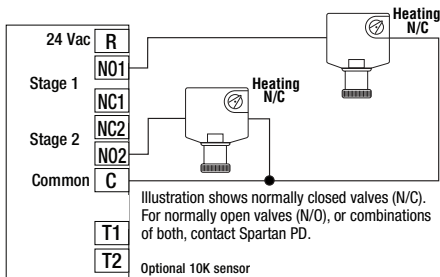 Heating
N/C
24 Vac R
Stage 1
NO1
NC1
Heating
N/C
Stage 2
NC2
NO2
Common C
Illustration shows normally closed valves (N/C).
For normally open valves (N/O), or combinations
of both, contact Spartan PD.
T1
T2
Optional 10K sensor